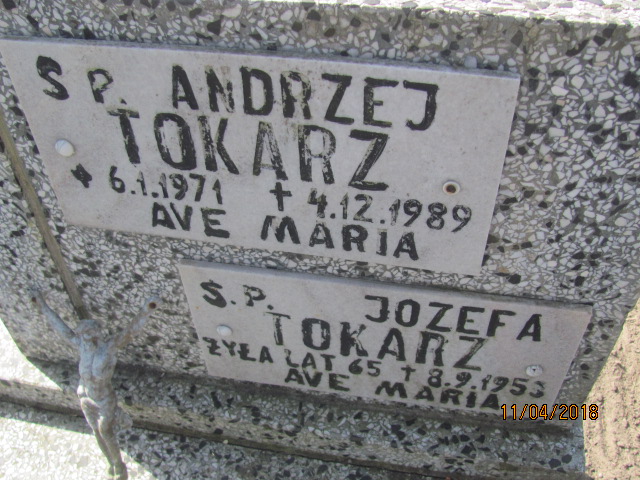 Ś P. ANDRZEJ
TOKARZ
* 6.1.1971 + 4.12.1989
AVE MARIA
Ś.P. JOZEFA
TOKARZ
ŻYŁA LAT 65 + 8.9.1953
AVE MARIA
11/04/2018